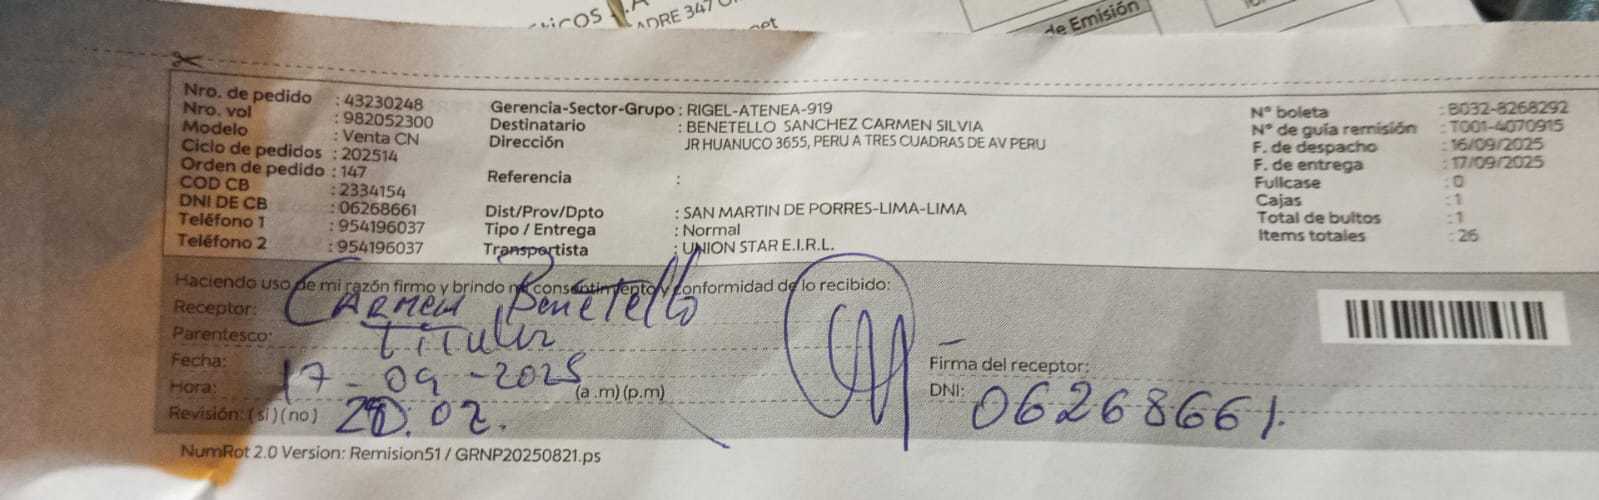 ADRE 347
de Emisión
Nro. de pedido : 43230248
Nro. vol : 982052300
Modelo : Venta CN
Ciclo de pedidos : 202514
Orden de pedido : 147
COD CB : 2334154
DNI DE CB : 06268661
Teléfono 1 : 954196037
Teléfono 2 : 954196037
Gerencia-Sector-Grupo : RIGEL-ATENEA-919
Destinatario : BENETELLO SANCHEZ CARMEN SILVIA
Dirección JR HUANUCO 3655, PERU A TRES CUADRAS DE AV PERU
Referencia :
Dist/Prov/Dpto : SAN MARTIN DE PORRES-LIMA-LIMA
Tipo / Entrega : Normal
Transportista : UNION STAR E.I.R.L.
N° boleta : B032-8268292
N° de guía remisión : T001-4070915
F. de despacho : 16/09/2025
F. de entrega : 17/09/2025
Fullcase : 0
Cajas : 1
Total de bultos : 1
Items totales : 26
Haciendo uso de mi razón firmo y brindo mi consentimiento y conformidad de lo recibido:
Receptor: Carmen Benetello
Parentesco: Titular
Fecha: 17-09-2025
Hora: (a.m) (p.m)
Revisión: (si) (no) 02.
Firma del receptor:
DNI: 06268661.
NumRot 2.0 Version: Remision51 / GRNP20250821.ps